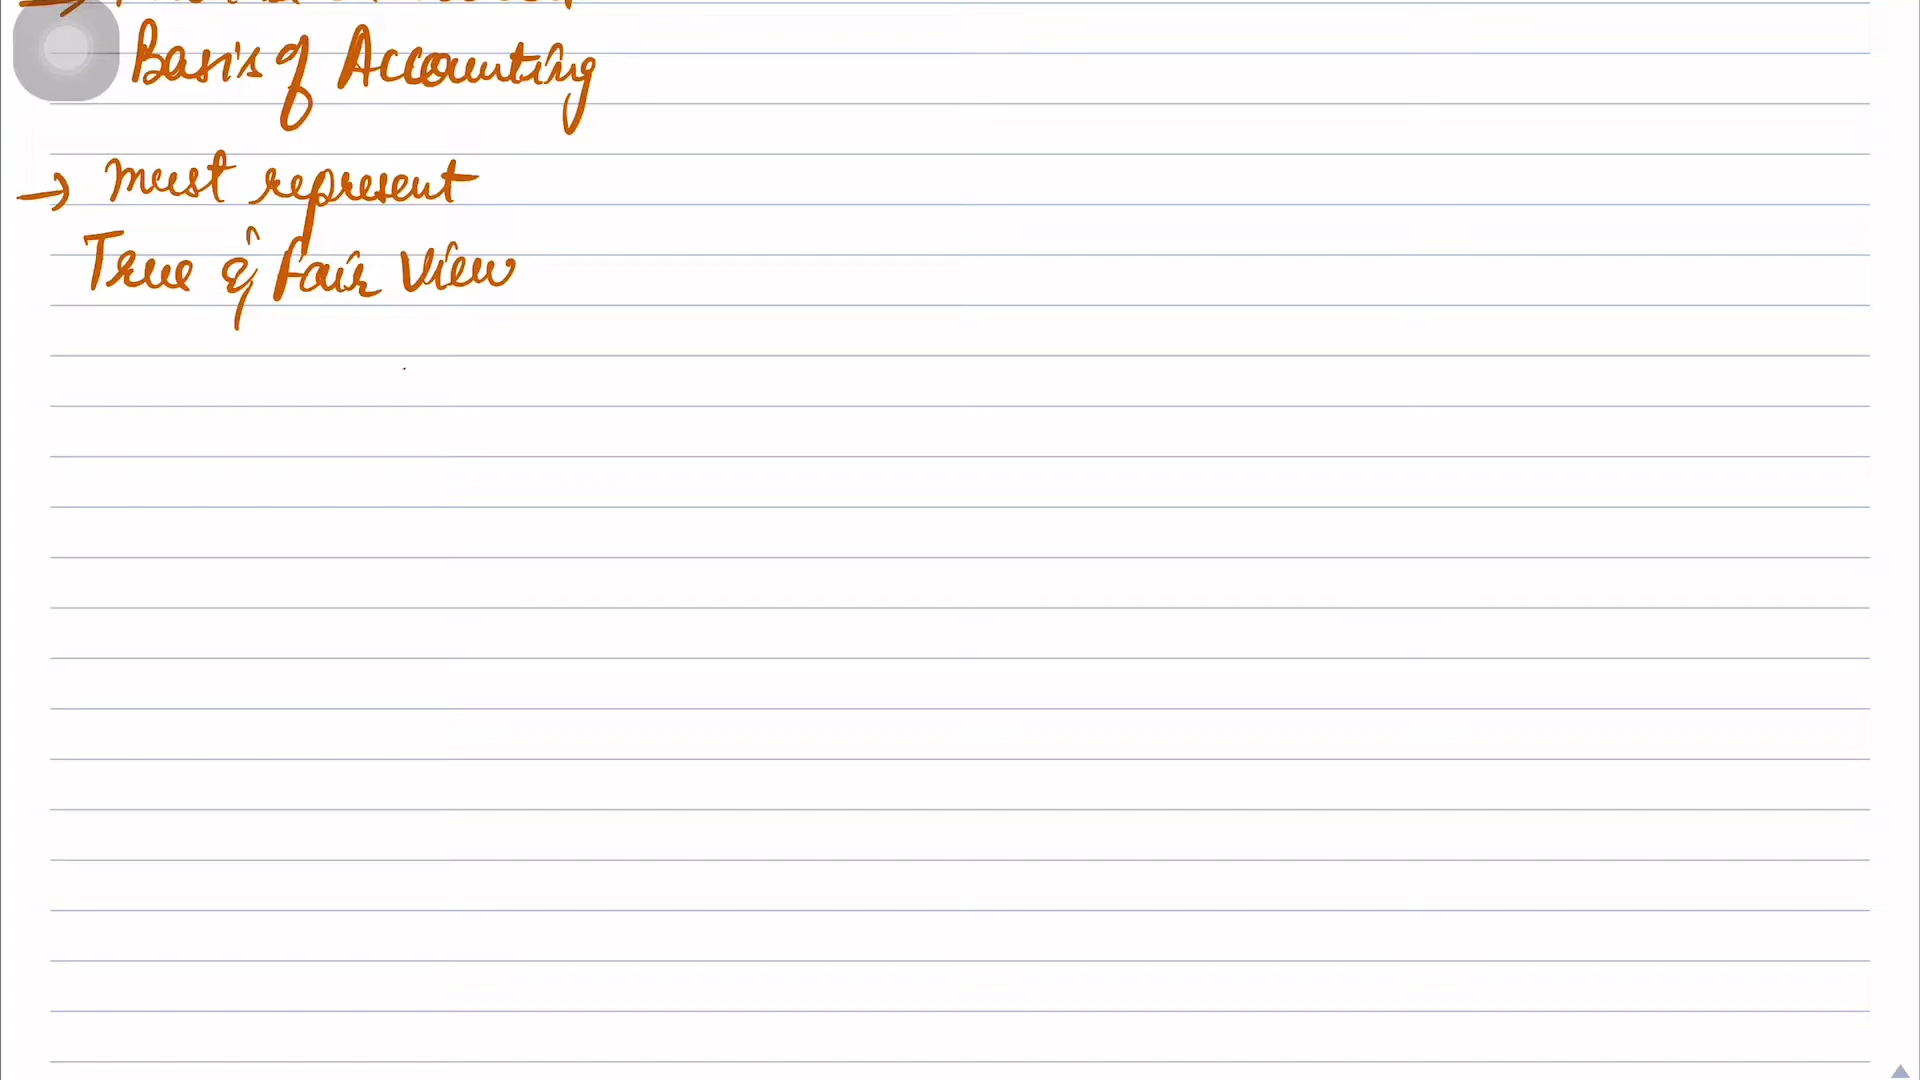 →
Basis of Accounting
→ must represent
True & fair view